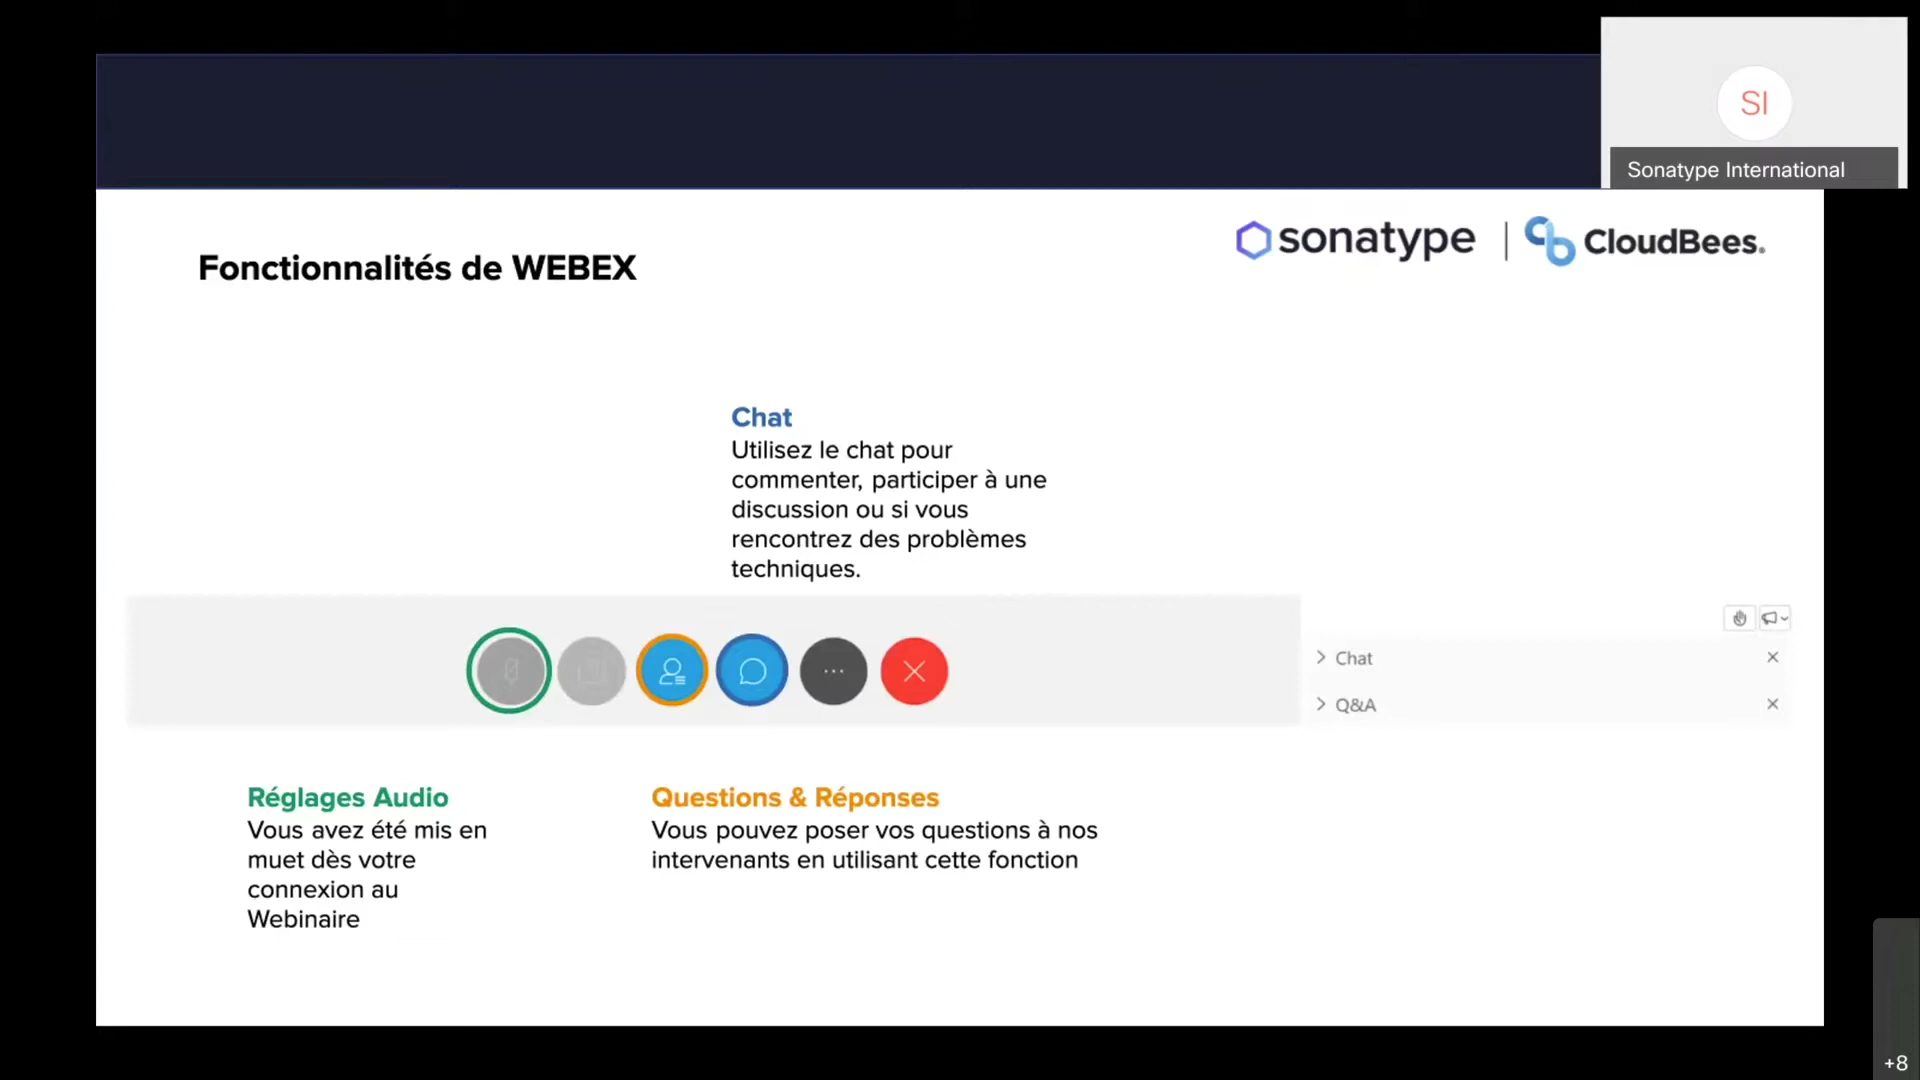 SI
Sonatype International
sonatype | CloudBees.
Fonctionnalités de WEBEX
Chat
Utilisez le chat pour
commenter, participer à une
discussion ou si vous
rencontrez des problèmes
techniques.
Chat
Q&A
Réglages Audio
Vous avez été mis en
muet dès votre
connexion au
Webinaire
Questions & Réponses
Vous pouvez poser vos questions à nos
intervenants en utilisant cette fonction
+8